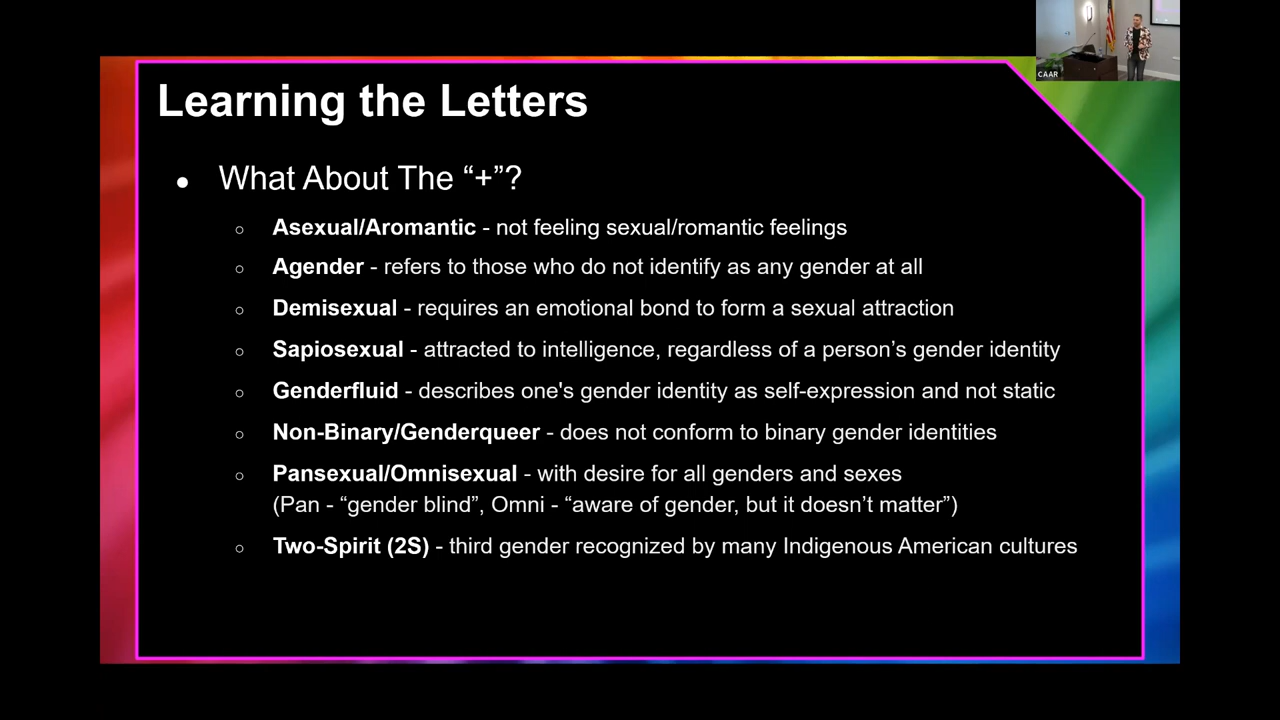 CAAR
Learning the Letters
● What About The “+”?
○ Asexual/Aromantic - not feeling sexual/romantic feelings
○ Agender - refers to those who do not identify as any gender at all
○ Demisexual - requires an emotional bond to form a sexual attraction
○ Sapiosexual - attracted to intelligence, regardless of a person’s gender identity
○ Genderfluid - describes one's gender identity as self-expression and not static
○ Non-Binary/Genderqueer - does not conform to binary gender identities
○ Pansexual/Omnisexual - with desire for all genders and sexes
(Pan - “gender blind”, Omni - “aware of gender, but it doesn’t matter”)
○ Two-Spirit (2S) - third gender recognized by many Indigenous American cultures